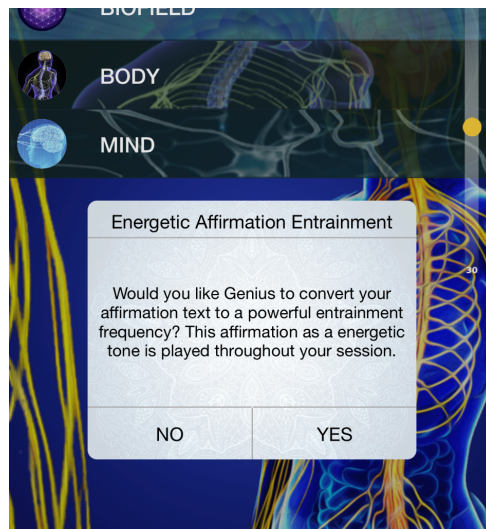 BIOFIELD
BODY
MIND
Energetic Affirmation Entrainment
30
Would you like Genius to convert your
affirmation text to a powerful entrainment
frequency? This affirmation as a energetic
tone is played throughout your session.
NO YES